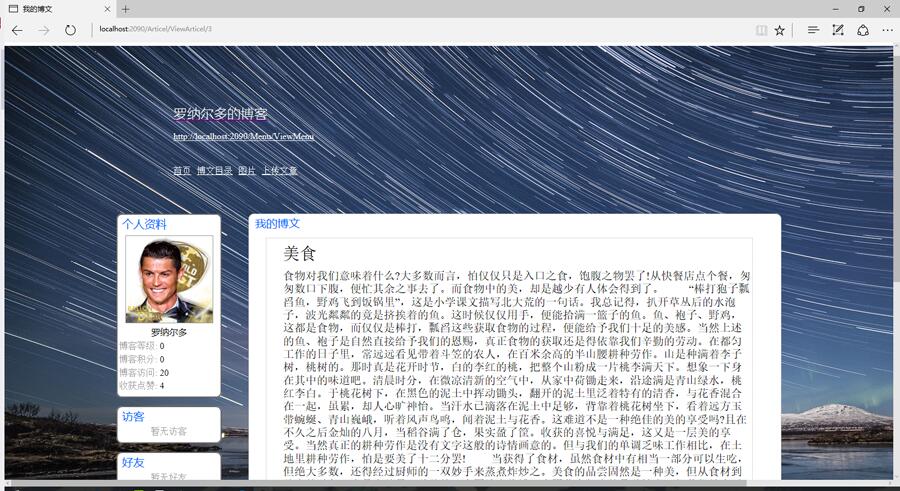 我的博文
localhost:2090/Articel/ViewArticel/3
罗纳尔多的博客
http://localhost:2090/Menu/ViewMenu
首页 博文目录 图片 上传文章
个人资料
罗纳尔多
博客等级: 0
博客积分: 0
博客访问: 20
收获点赞: 4
访客
暂无访客
好友
暂无好友
我的博文
美食
食物对我们意味着什么?大多数而言，怕仅仅只是入口之食，饱腹之物罢了!从快餐店点个餐，匆
匆数口下腹，便忙其余之事去了。而食物中的美，却是越少有人体会得到了。 “棒打狍子瓢
舀鱼，野鸡飞到饭锅里”，这是小学课文描写北大荒的一句话。我总记得，扒开草丛后的水泡
子，波光粼粼的竟是挤挨着的鱼。这时候仅仅用手，便能拾满一篮子的鱼。鱼、袍子、野鸡，
这都是食物，而仅仅是棒打，瓢舀这些获取食物的过程，便能给予我们十足的美感。当然上述
的鱼、袍子是自然直接给予我们的恩赐，真正食物的获取还是得依靠我们辛勤的劳动。在都匀
工作的日子里，常远远看见带着斗笠的农人，在百米余高的半山腰耕种劳作。山是种满着李子
树，桃树的。那时真是花开时节，白的李红的桃，把整个山粉成一片桃李满天下。想象一下身
在其中的味道吧。清晨时分，在微凉清新的空气中，从家中荷锄走来，沿途满是青山绿水，桃
红李白。于桃花树下，在黑色的泥土中挥动锄头，翻开的泥土里泛着特有的清香，与花香混合
在一起，虽累，却人心旷神怡。当汗水已滴落在泥土中足够，背靠着桃花树坐下，看着远方玉
带蜿蜒、青山巍峨，听着风声鸟鸣，闻着泥土与花香。这难道不是一种绝佳的美的享受吗?且在
不久之后金灿的八月，当稻谷满了仓，果实盈了筐。收获的喜悦与满足，这又是一层美的享
受。当然真正的耕种劳作是没有文字这般的诗情画意的。但与我们的单调乏味工作相比，在土
地里耕种劳作，怕是要美了十二分罢! 当获得了食材，虽然食材中有相当一部分可以生吃，
但绝大多数，还得经过厨师的一双妙手来蒸煮炸炒之。美食的品尝固然是一种美，但从食材到